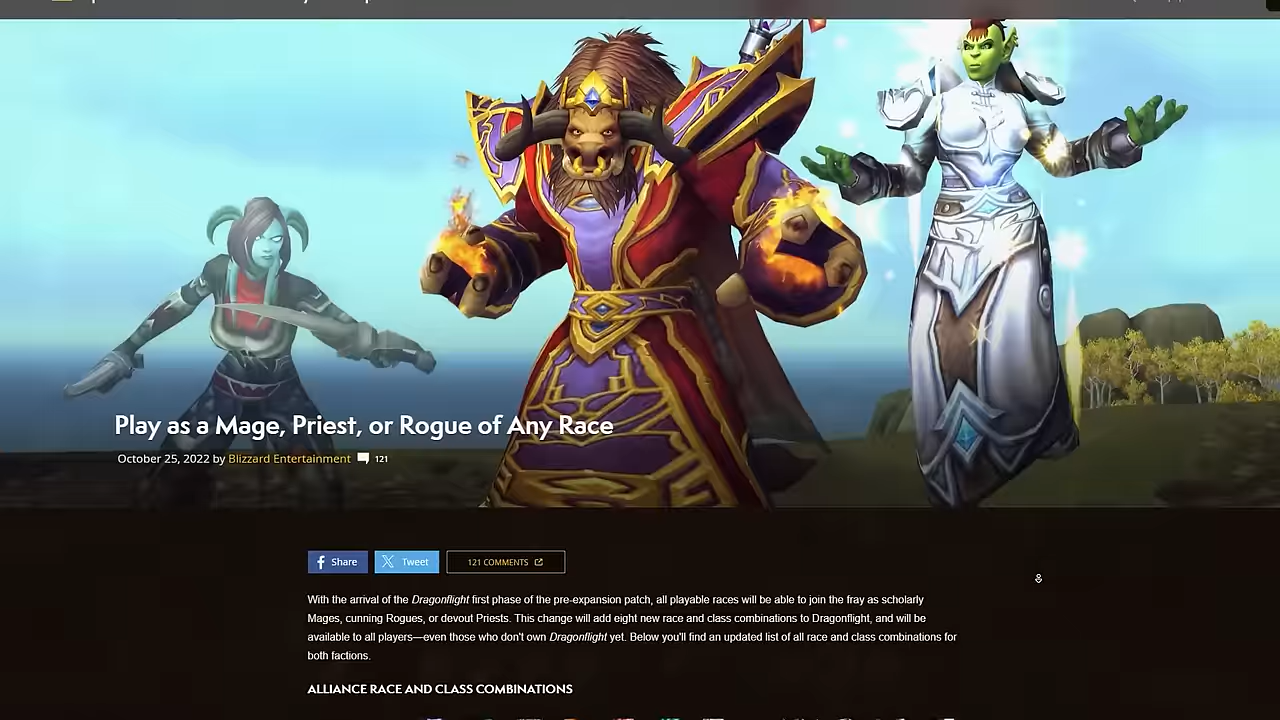 Play as a Mage, Priest, or Rogue of Any Race
October 25, 2022 by Blizzard Entertainment 121
Share Tweet 121 COMMENTS
With the arrival of the Dragonflight first phase of the pre-expansion patch, all playable races will be able to join the fray as scholarly
Mages, cunning Rogues, or devout Priests. This change will add eight new race and class combinations to Dragonflight, and will be
available to all players—even those who don't own Dragonflight yet. Below you'll find an updated list of all race and class combinations for
both factions.
ALLIANCE RACE AND CLASS COMBINATIONS